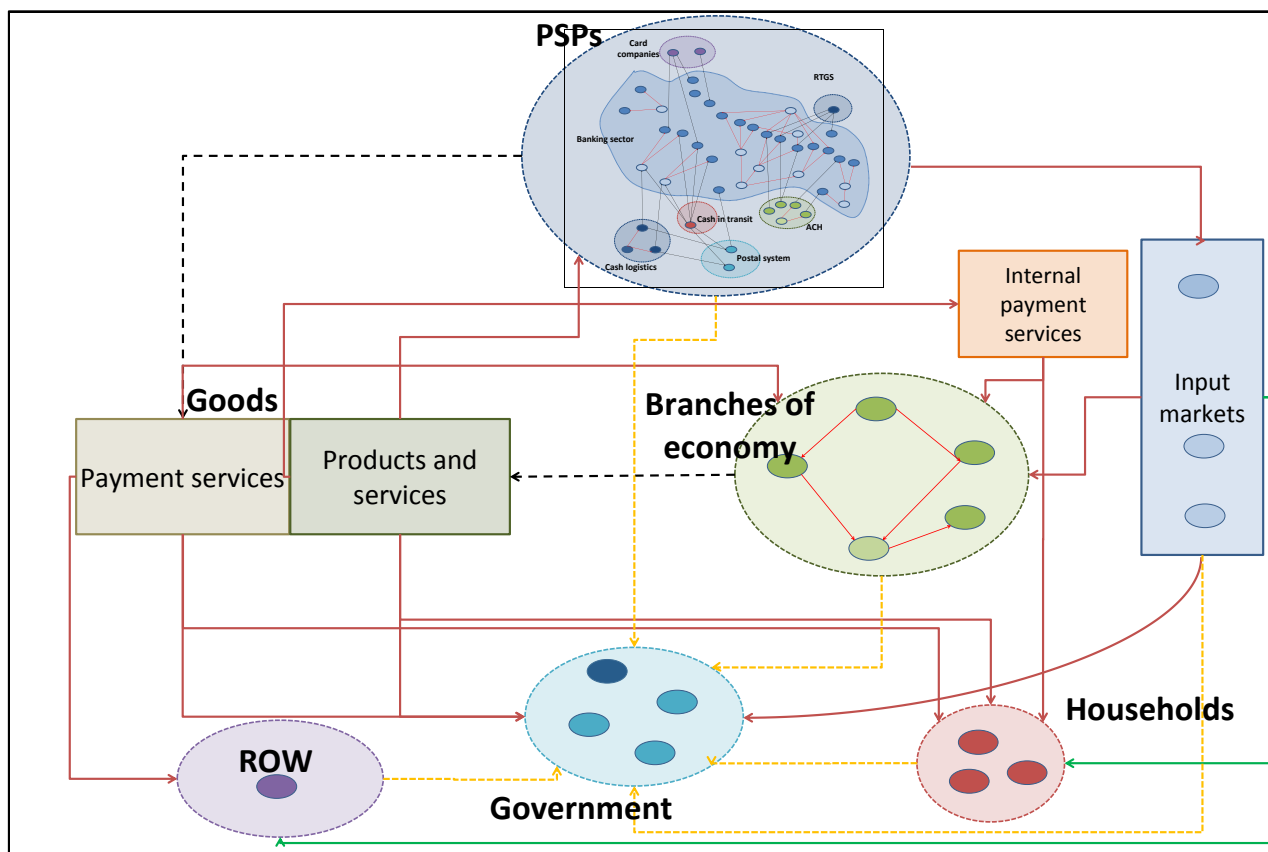 PSPs
Card
companies
RTGS
Banking sector
Cash in transit
ACH
Cash logistics
Postal system
Internal
payment
services
Input
markets
Goods
Branches of
economy
Payment services
Products and
services
Households
ROW
Government